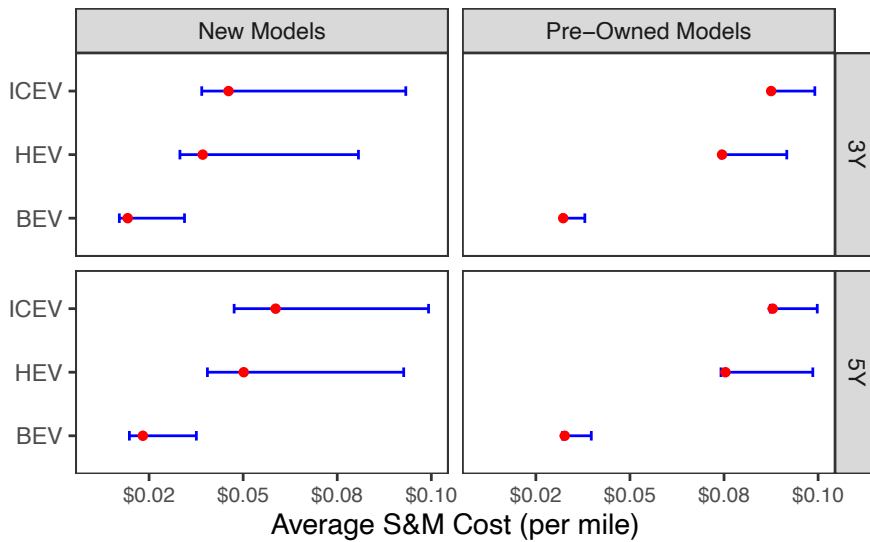 New Models
Pre-Owned Models
ICEV
HEV
BEV
3Y
ICEV
HEV
BEV
5Y
$0.02 $0.05 $0.08 $0.10 $0.02 $0.05 $0.08 $0.10
Average S&M Cost (per mile)